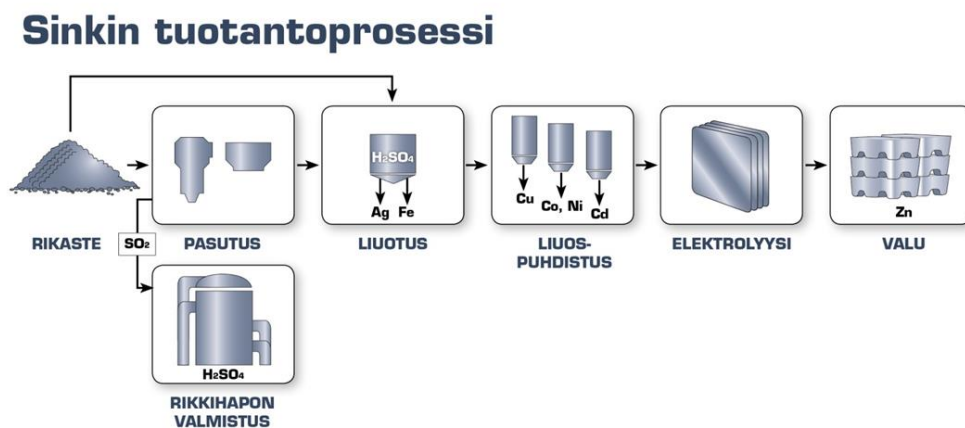 Sinkin tuotantoprosessi
H₂SO₄
Ag Fe
Cu
Co, Ni
Cd
Zn
RIKASTE
SO₂
PASUTUS
LIUOTUS
LIUOS-
PUHDISTUS
ELEKTROLYYSI
VALU
H₂SO₄
RIKKIHAPON
VALMISTUS